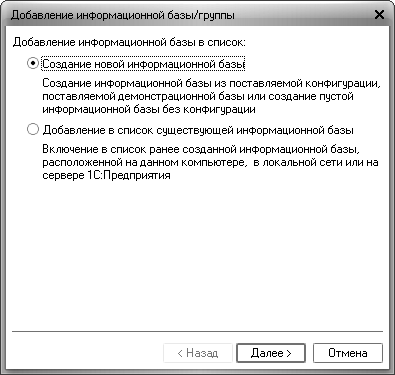 Добавление информационной базы/группы
Добавление информационной базы в список:
Создание новой информационной базы
Создание информационной базы из поставляемой конфигурации,
поставляемой демонстрационной базы или создание пустой
информационной базы без конфигурации
Добавление в список существующей информационной базы
Включение в список ранее созданной информационной базы,
расположенной на данном компьютере, в локальной сети или на
сервере 1С:Предприятия
< Назад Далее > Отмена